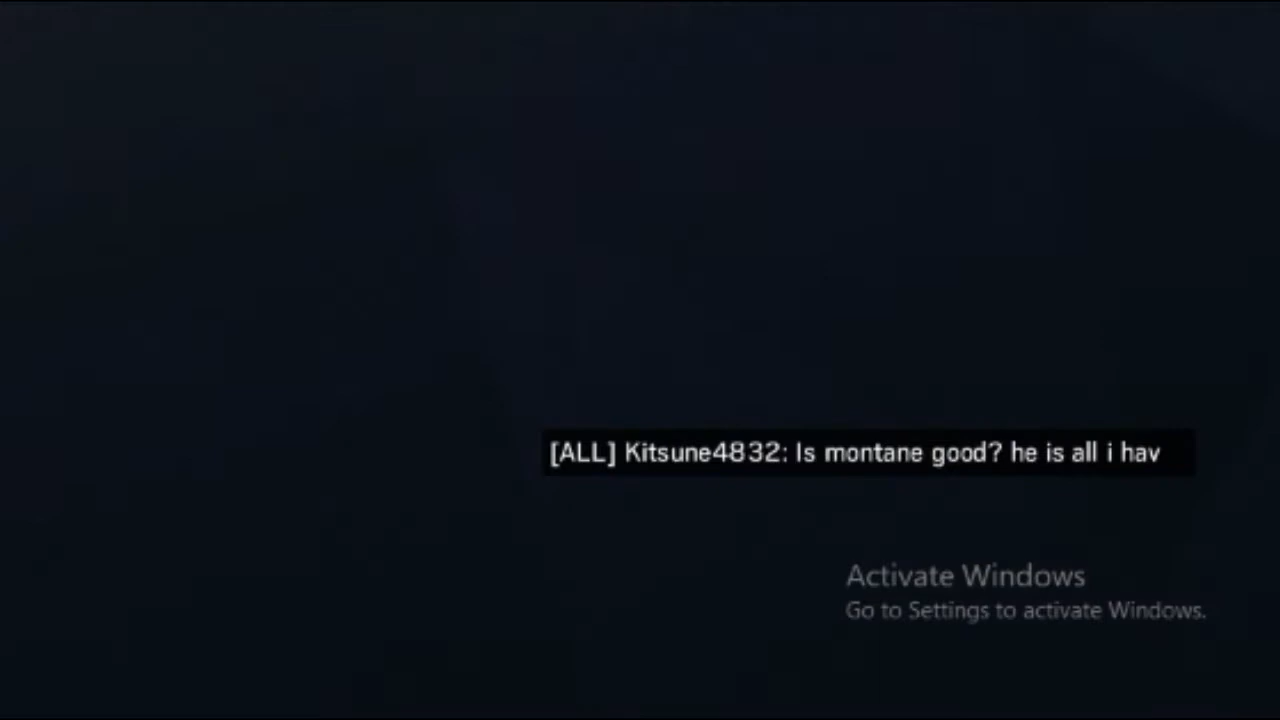 [ALL] Kitsune4832: Is montane good? he is all i hav
Activate Windows
Go to Settings to activate Windows.